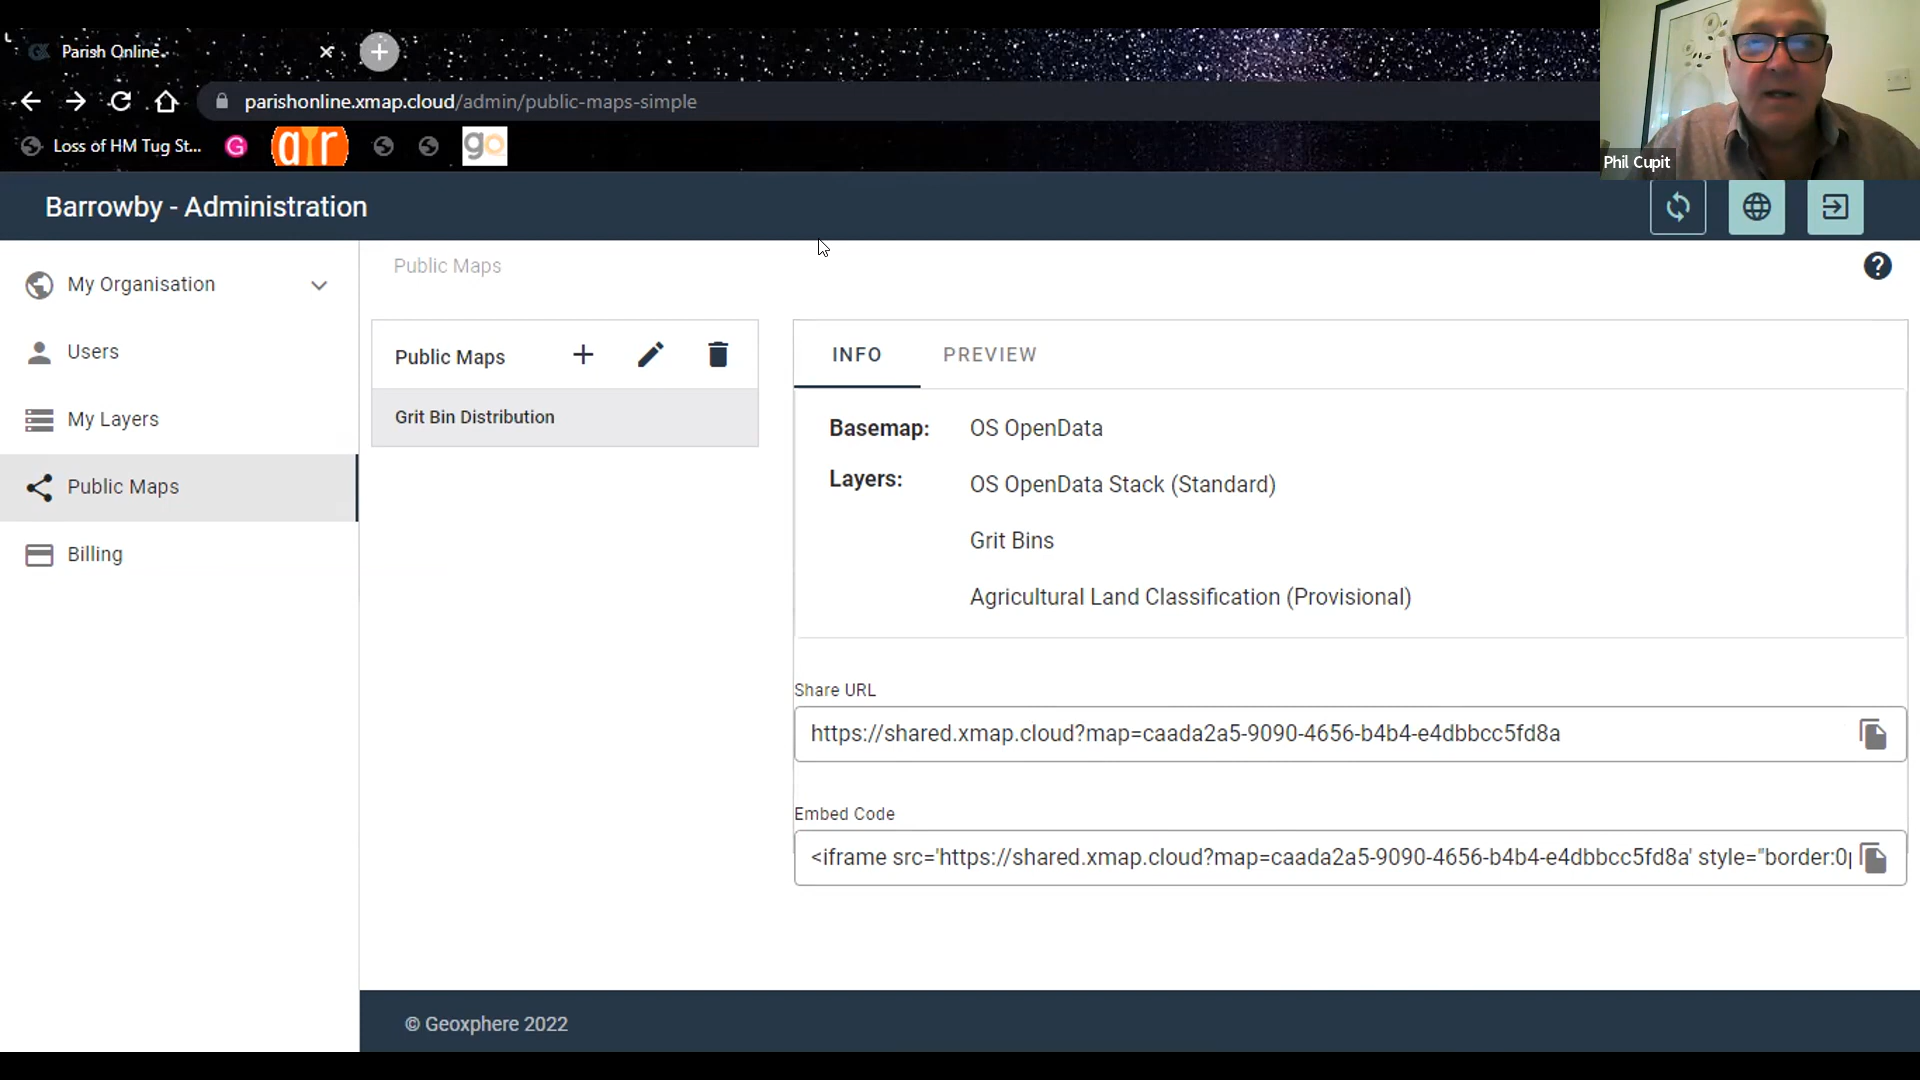 Parish Online
parishonline.xmap.cloud/admin/public-maps-simple
Loss of HM Tug St...
G
air
go
Phil Cupit
Barrowby - Administration
My Organisation
Users
My Layers
Public Maps
Billing
Public Maps
?
Public Maps
Grit Bin Distribution
INFO
PREVIEW
Basemap: OS OpenData
Layers: OS OpenData Stack (Standard)
Grit Bins
Agricultural Land Classification (Provisional)
Share URL
https://shared.xmap.cloud?map=caada2a5-9090-4656-b4b4-e4dbbcc5fd8a
Embed Code
<iframe src='https://shared.xmap.cloud?map=caada2a5-9090-4656-b4b4-e4dbbcc5fd8a' style="border:0
© Geoxphere 2022